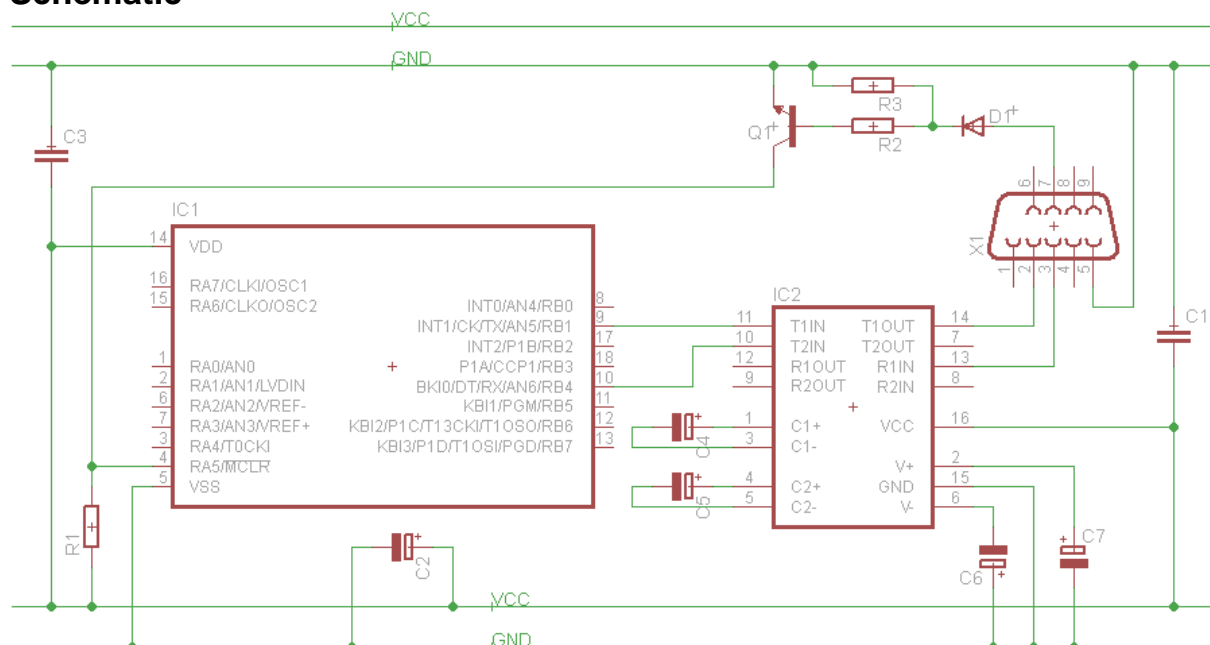 Schematic
VCC
GND
C3
Q1
R3
R2
D1
6 7 8 9
X1
1 2 3 4 5
C1
IC1
14 VDD
16 RA7/CLKI/OSC1
15 RA6/CLKO/OSC2
1 RA0/AN0
2 RA1/AN1/LVDIN
6 RA2/AN2/VREF-
7 RA3/AN3/VREF+
3 RA4/T0CKI
4 RA5/MCLR
5 VSS
INT0/AN4/RB0 8
INT1/CK/TX/AN5/RB1 9
INT2/P1B/RB2 17
P1A/CCP1/RB3 18
BKI0/DT/RX/AN6/RB4 10
KBI1/PGM/RB5 11
KBI2/P1C/T13CKI/T1OSO/RB6 12
KBI3/P1D/T1OSI/PGD/RB7 13
IC2
11 T1IN T1OUT 14
10 T2IN T2OUT 7
12 R1OUT R1IN 13
9 R2OUT R2IN 8
1 C1+ VCC 16
3 C1-
V+ 2
4 C2+ GND 15
5 C2- V- 6
C4
C5
R1
C2
C6
C7
VCC
GND